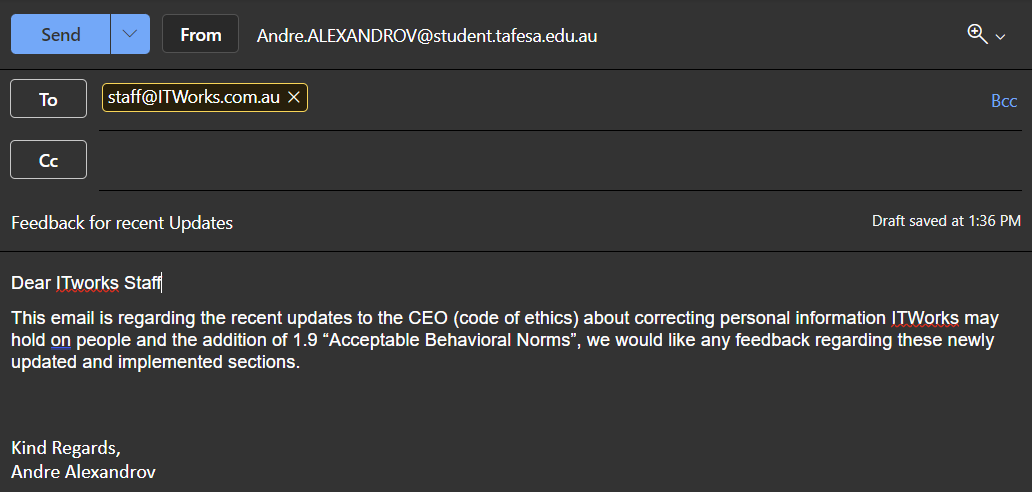 Send From Andre.ALEXANDROV@student.tafesa.edu.au
To staff@ITWorks.com.au Bcc
Cc
Feedback for recent Updates Draft saved at 1:36 PM
Dear ITworks Staff
This email is regarding the recent updates to the CEO (code of ethics) about correcting personal information ITWorks may
hold on people and the addition of 1.9 “Acceptable Behavioral Norms”, we would like any feedback regarding these newly
updated and implemented sections.
Kind Regards,
Andre Alexandrov